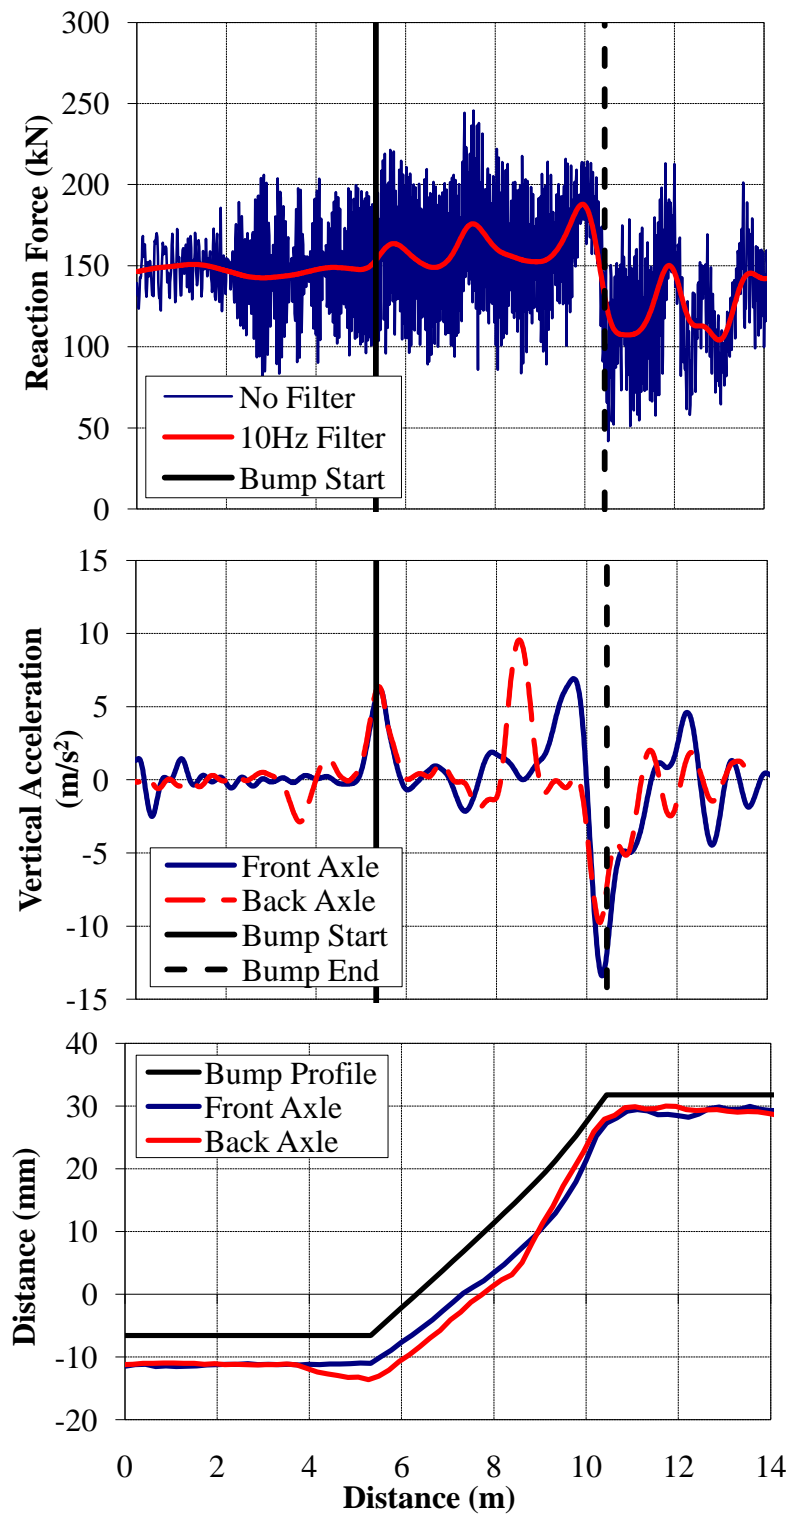 300
250
200
150
100
50
0
Reaction Force (kN)
No Filter
10Hz Filter
Bump Start
15
10
5
0
-5
-10
-15
Vertical Acceleration
(m/s²)
Front Axle
Back Axle
Bump Start
Bump End
40
30
20
10
0
-10
-20
Distance (mm)
Bump Profile
Front Axle
Back Axle
0 2 4 6 8 10 12 14
Distance (m)